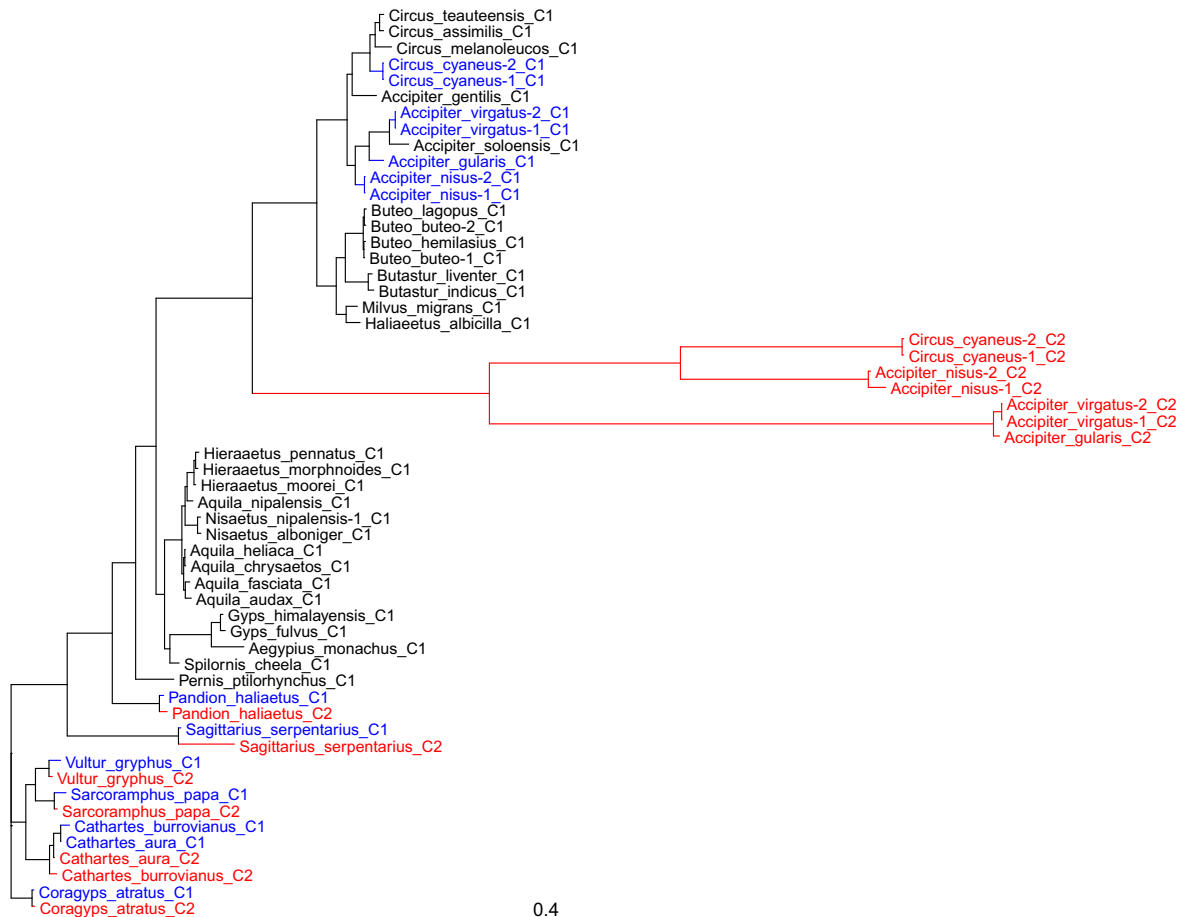 Circus_teauteensis_C1
Circus_assimilis_C1
Circus_melanoleucos_C1
Circus_cyaneus-2_C1
Circus_cyaneus-1_C1
Accipiter_gentilis_C1
Accipiter_virgatus-2_C1
Accipiter_virgatus-1_C1
Accipiter_soloensis_C1
Accipiter_gularis_C1
Accipiter_nisus-2_C1
Accipiter_nisus-1_C1
Buteo_lagopus_C1
Buteo_buteo-2_C1
Buteo_hemilasius_C1
Buteo_buteo-1_C1
Butastur_liventer_C1
Butastur_indicus_C1
Milvus_migrans_C1
Haliaeetus_albicilla_C1
Circus_cyaneus-2_C2
Circus_cyaneus-1_C2
Accipiter_nisus-2_C2
Accipiter_nisus-1_C2
Accipiter_virgatus-2_C2
Accipiter_virgatus-1_C2
Accipiter_gularis_C2
Hieraaetus_pennatus_C1
Hieraaetus_morphnoides_C1
Hieraaetus_moorei_C1
Aquila_nipalensis_C1
Nisaetus_nipalensis-1_C1
Nisaetus_alboniger_C1
Aquila_heliaca_C1
Aquila_chrysaetos_C1
Aquila_fasciata_C1
Aquila_audax_C1
Gyps_himalayensis_C1
Gyps_fulvus_C1
Aegypius_monachus_C1
Spilornis_cheela_C1
Pernis_ptilorhynchus_C1
Pandion_haliaetus_C1
Pandion_haliaetus_C2
Sagittarius_serpentarius_C1
Sagittarius_serpentarius_C2
Vultur_gryphus_C1
Vultur_gryphus_C2
Sarcoramphus_papa_C1
Sarcoramphus_papa_C2
Cathartes_burrovianus_C1
Cathartes_aura_C1
Cathartes_aura_C2
Cathartes_burrovianus_C2
Coragyps_atratus_C1
Coragyps_atratus_C2
0.4